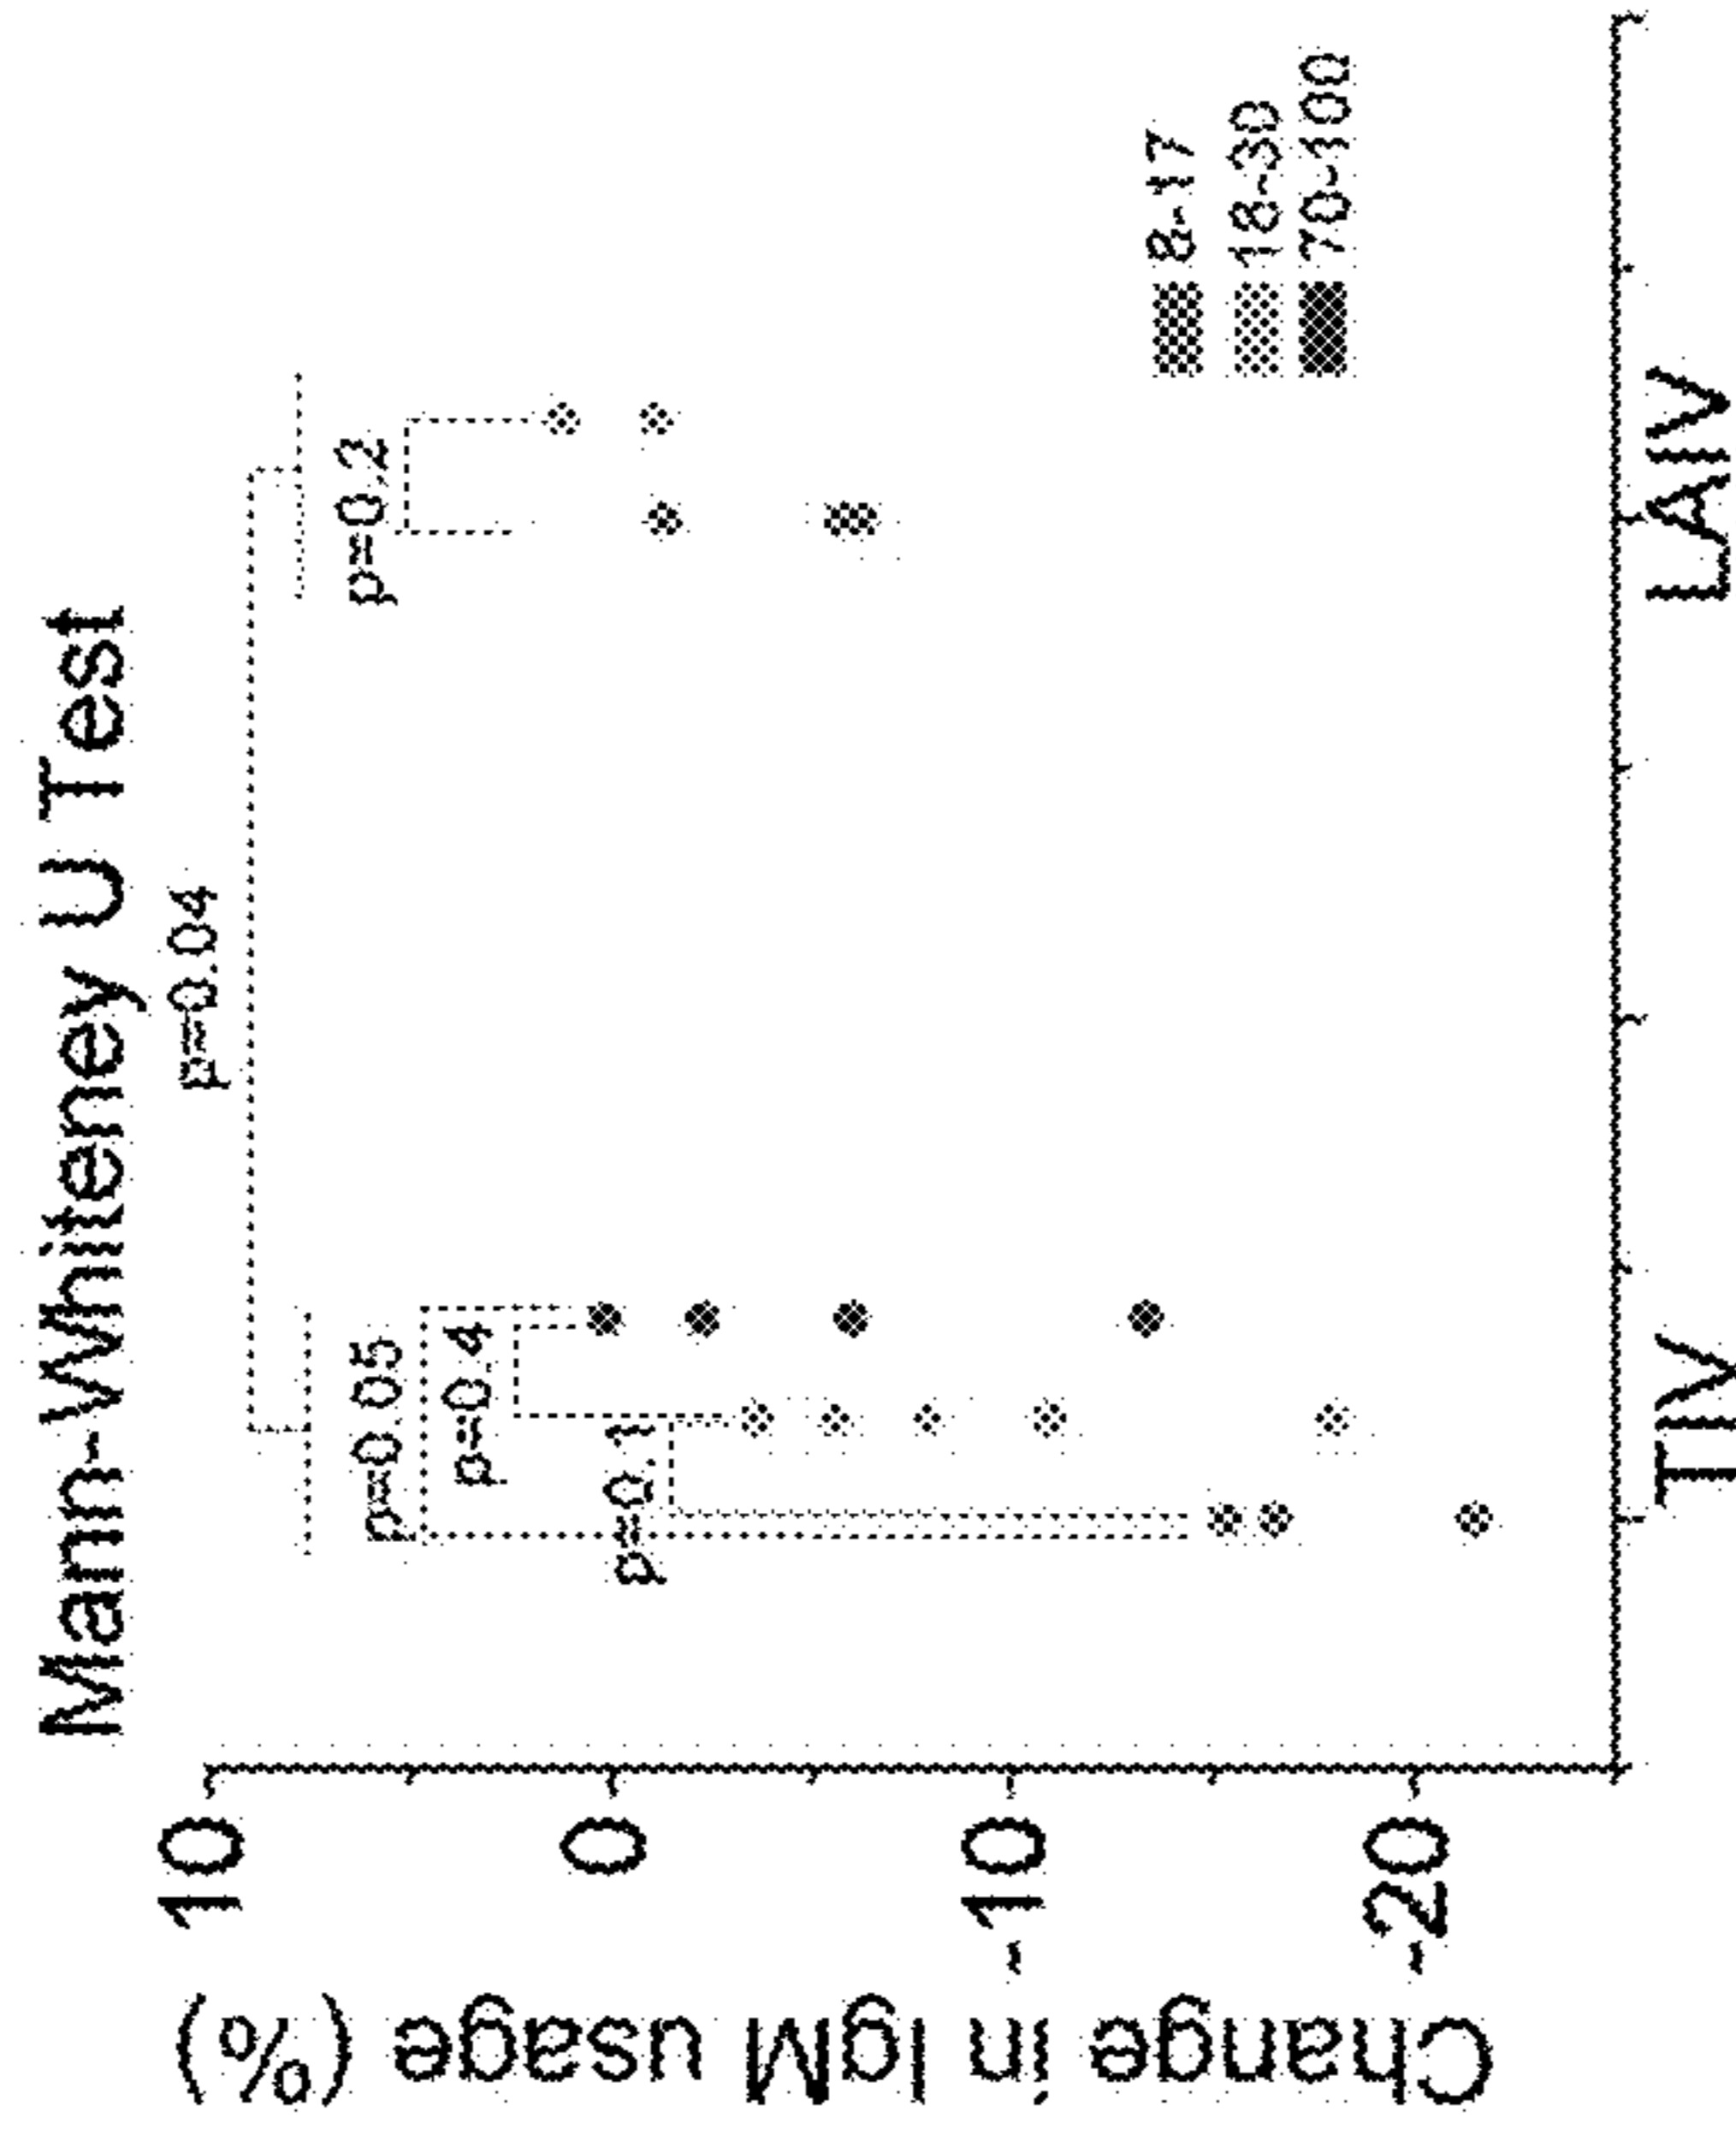 Mann-Whiteney U Test
p=0.04
p=0.05
p=0.4
p=0.1
p=0.2
10
0
-10
-20
Change in IgM usage (%)
8-17
18-30
70-100
TIV
LAIV